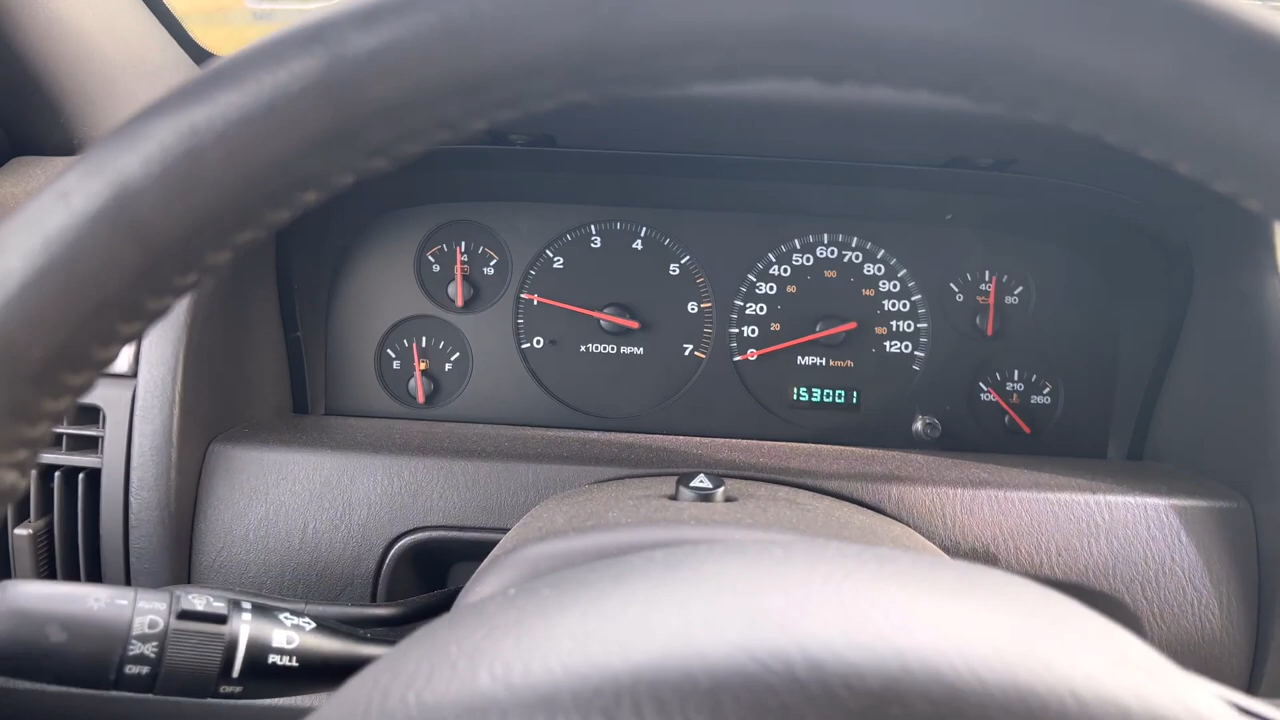 9 14 19
E F
0 1 2 3 4 5 6 7
x1000 RPM
0 10 20 30 40 50 60 70 80 90 100 110 120
20 60 100 140 180
MPH km/h
153001
0 40 80
100 210 260
AUTO
OFF
PULL
OFF